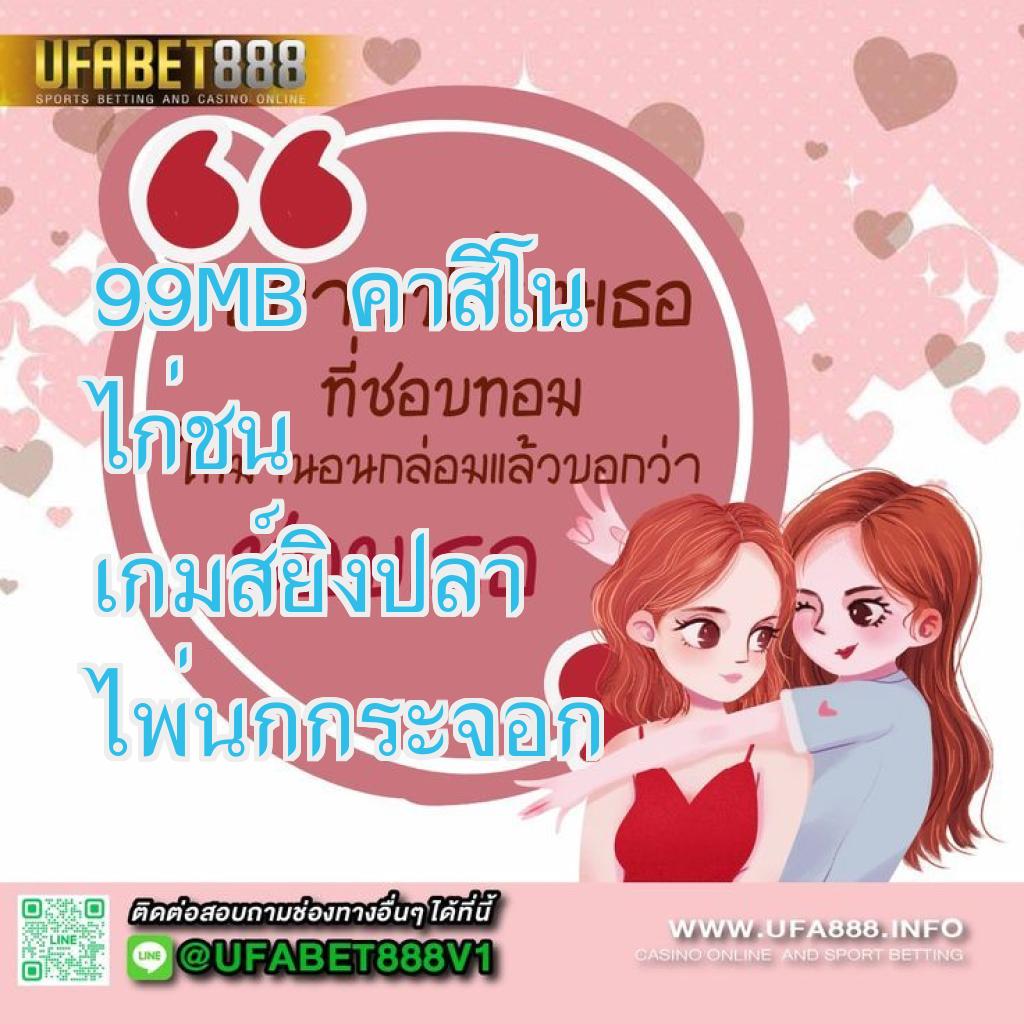 UFABET888
SPORTS BETTING AND CASINO ONLINE
99MB คาสิโน
ไก่ชน
เกมส์ยิงปลา
ไพ่นกกระจอก
ที่ชอบทอม
นอนกล่อมแล้วบอกว่า
ติดต่อสอบถามช่องทางอื่นๆ ได้ที่นี้
LINE
LINE @UFABET888V1
WWW.UFA888.INFO
CASINO ONLINE AND SPORT BETTING